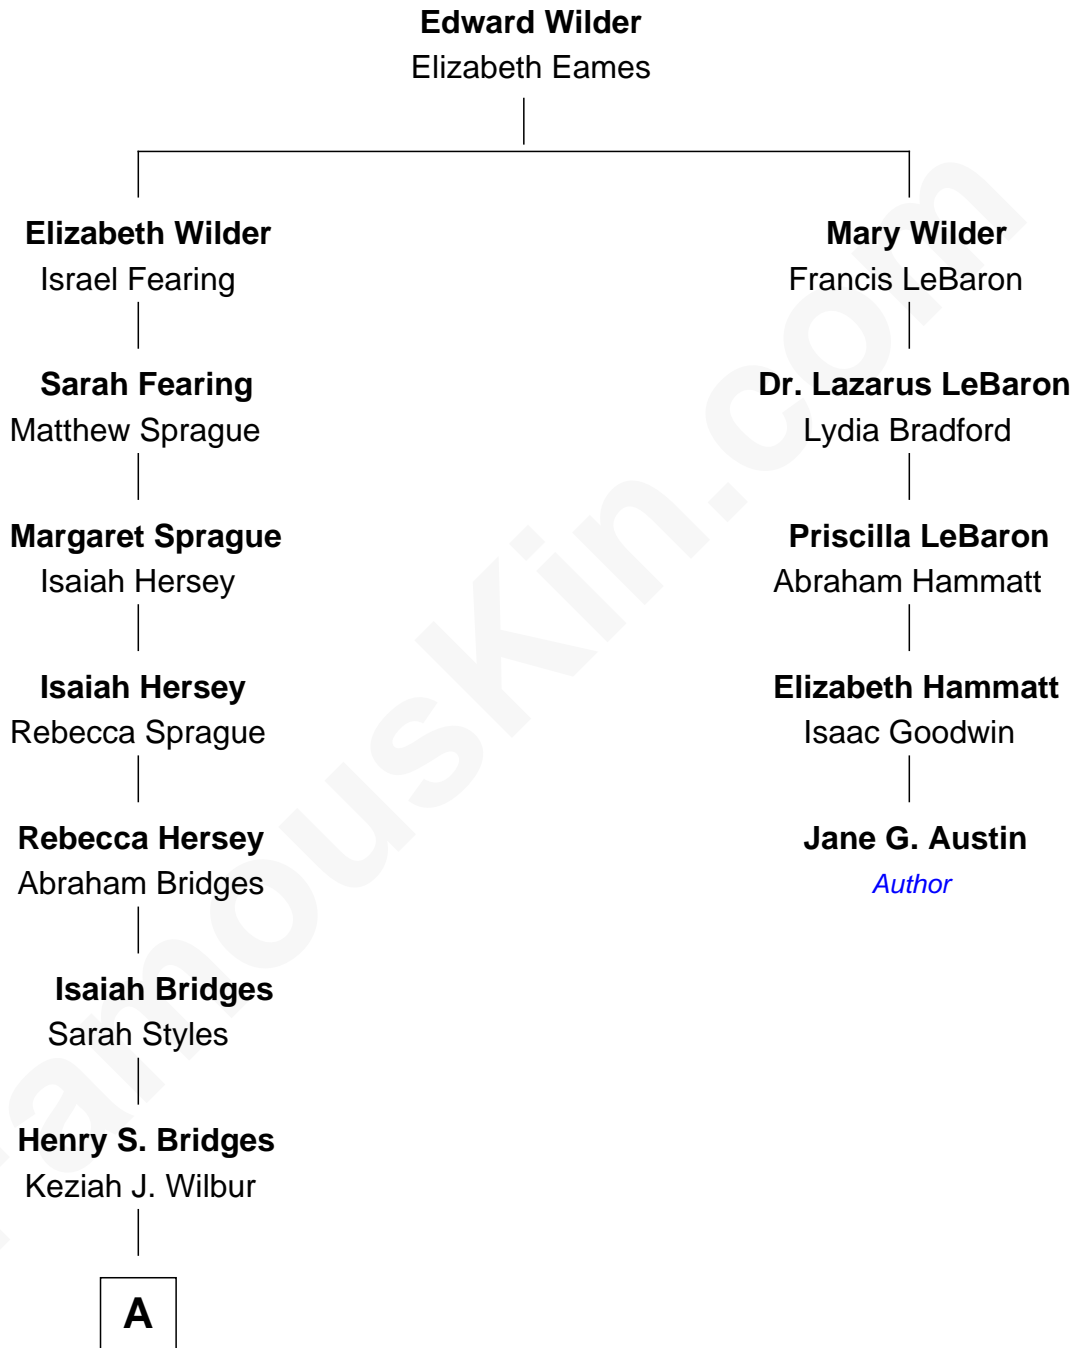 Edward Wilder
Elizabeth Eames
Elizabeth Wilder
Israel Fearing
Mary Wilder
Francis LeBaron
Sarah Fearing
Matthew Sprague
Dr. Lazarus LeBaron
Lydia Bradford
Margaret Sprague
Isaiah Hersey
Priscilla LeBaron
Abraham Hammatt
Isaiah Hersey
Rebecca Sprague
Elizabeth Hammatt
Isaac Goodwin
Rebecca Hersey
Abraham Bridges
Jane G. Austin
Author
Isaiah Bridges
Sarah Styles
Henry S. Bridges
Keziah J. Wilbur
A
FamousKin.com